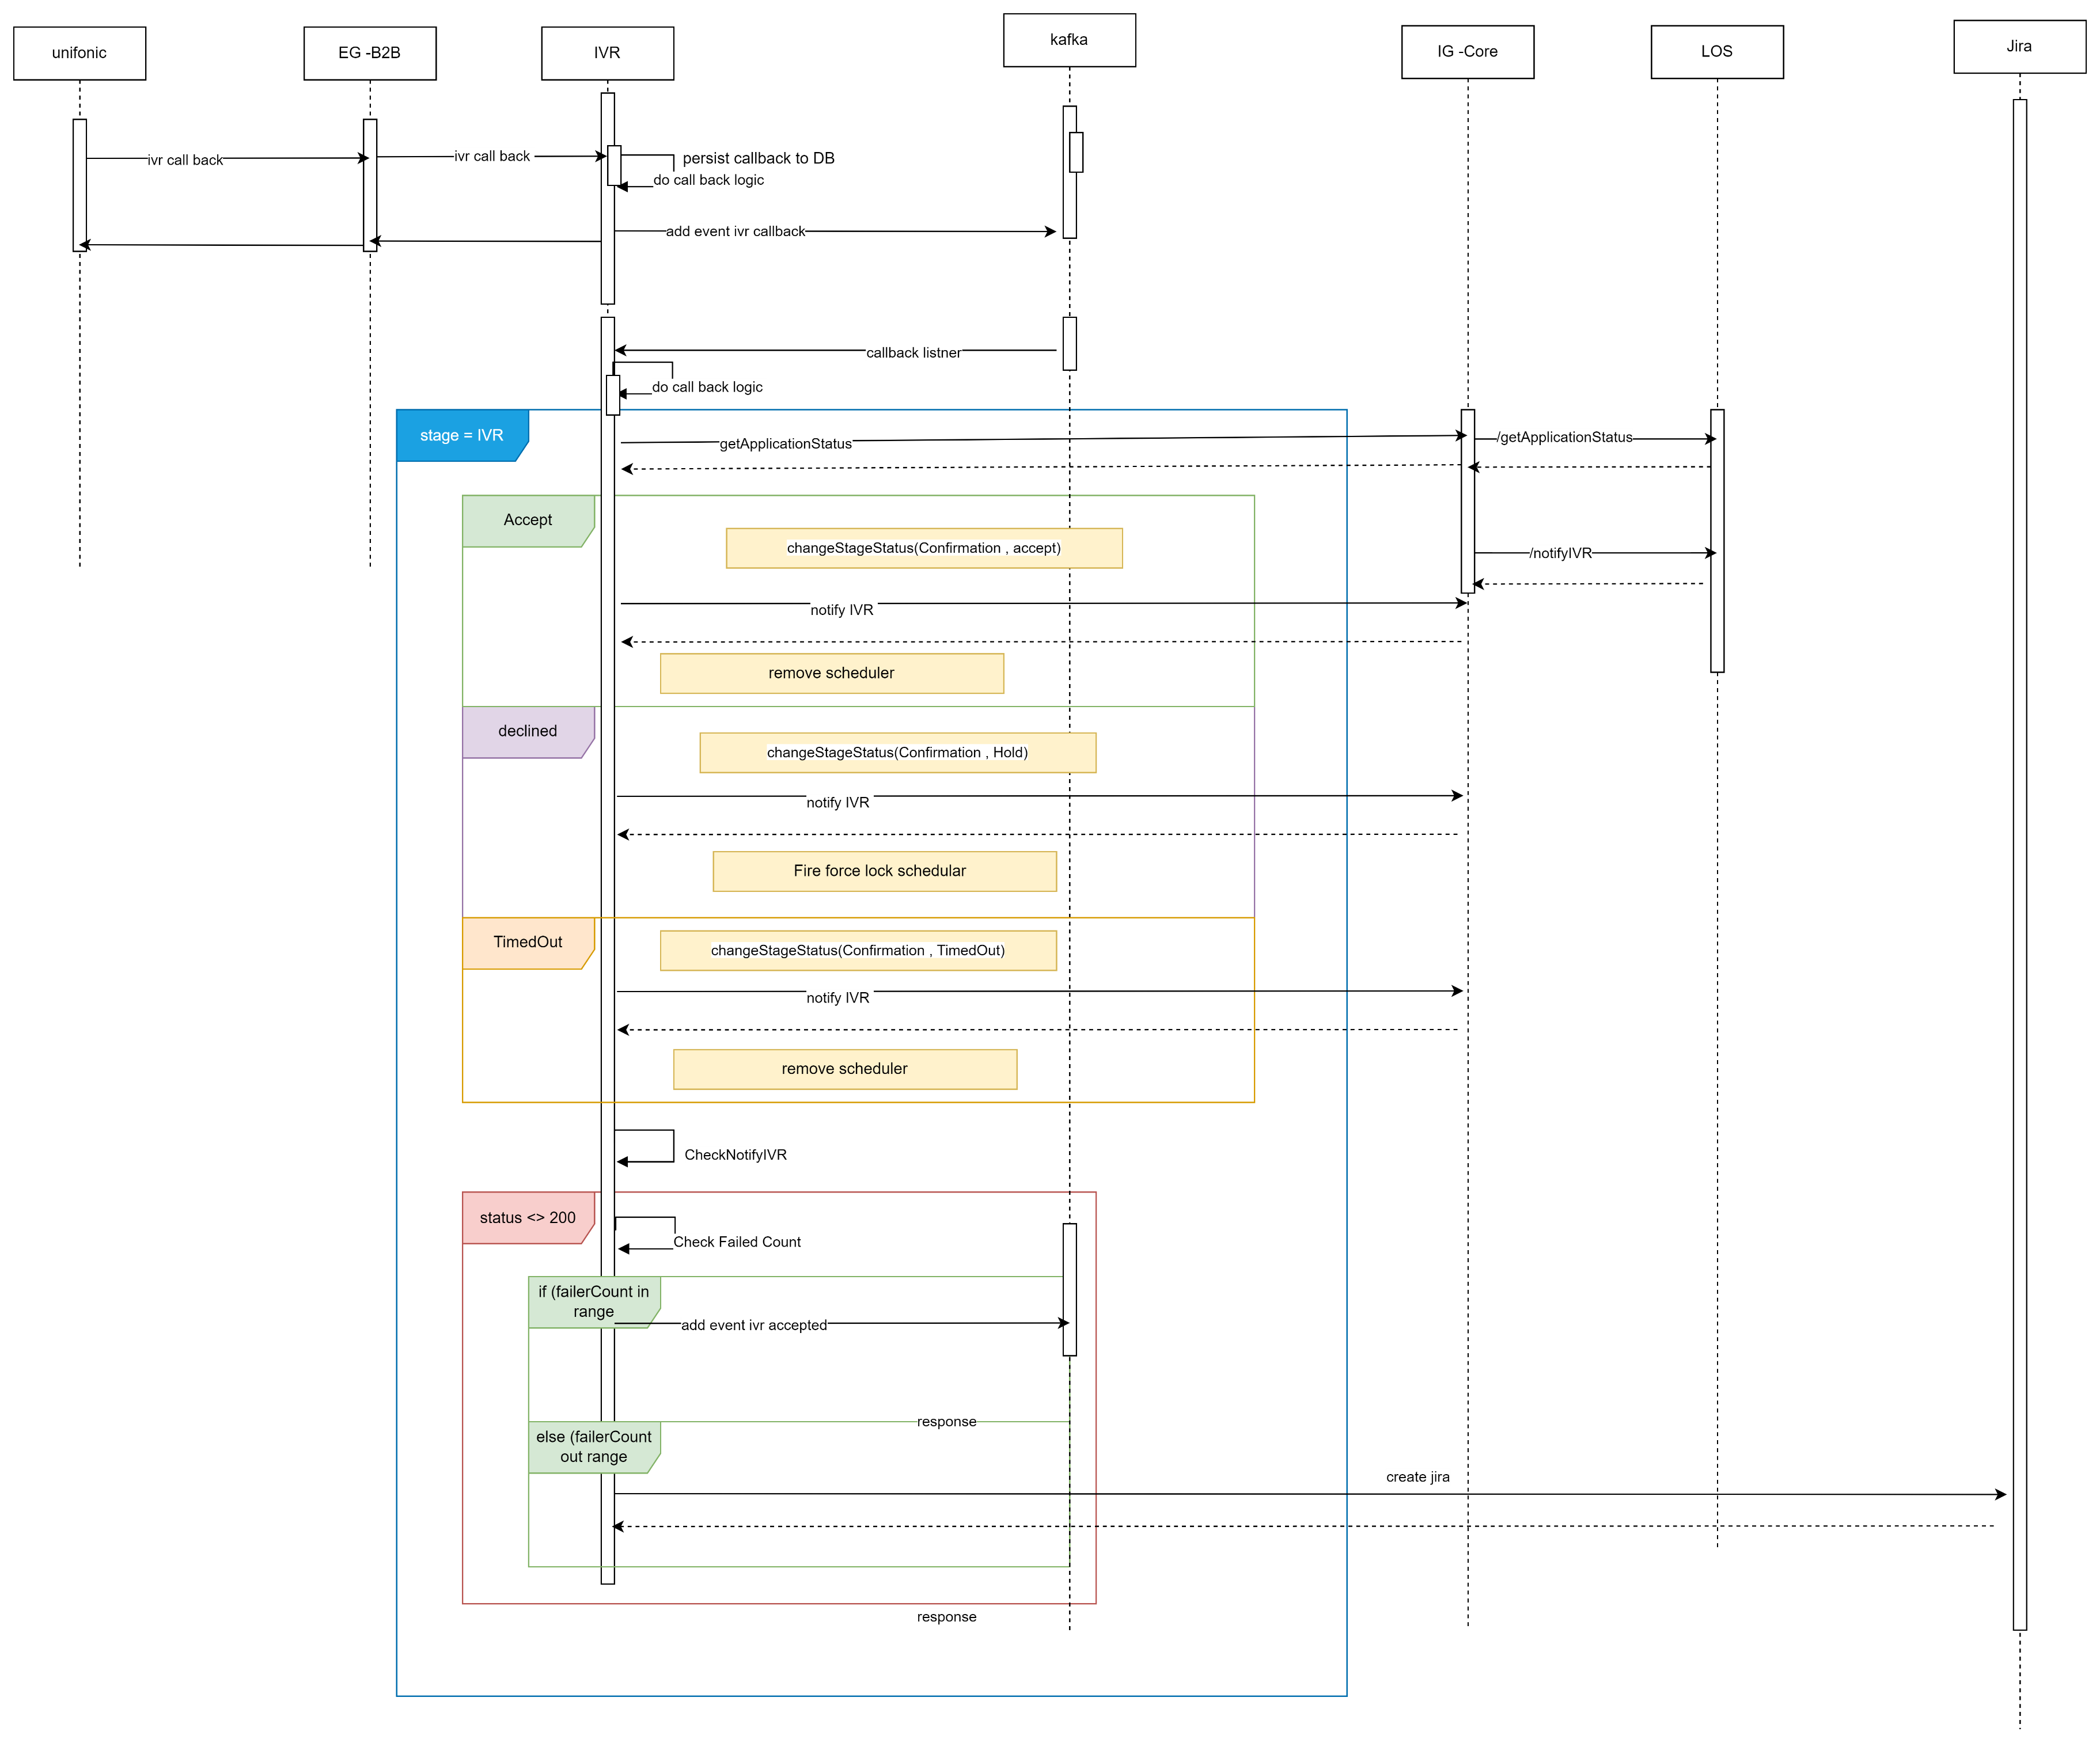 unifonic
EG -B2B
IVR
kafka
IG -Core
LOS
Jira
ivr call back
ivr call back
persist callback to DB
do call back logic
add event ivr callback
callback listner
do call back logic
stage = IVR
getApplicationStatus
/getApplicationStatus
Accept
changeStageStatus(Confirmation , accept)
/notifyIVR
notify IVR
remove scheduler
declined
changeStageStatus(Confirmation , Hold)
notify IVR
Fire force lock schedular
TimedOut
changeStageStatus(Confirmation , TimedOut)
notify IVR
remove scheduler
CheckNotifyIVR
status <> 200
Check Failed Count
if (failerCount in
range
add event ivr accepted
response
else (failerCount
out range
create jira
response